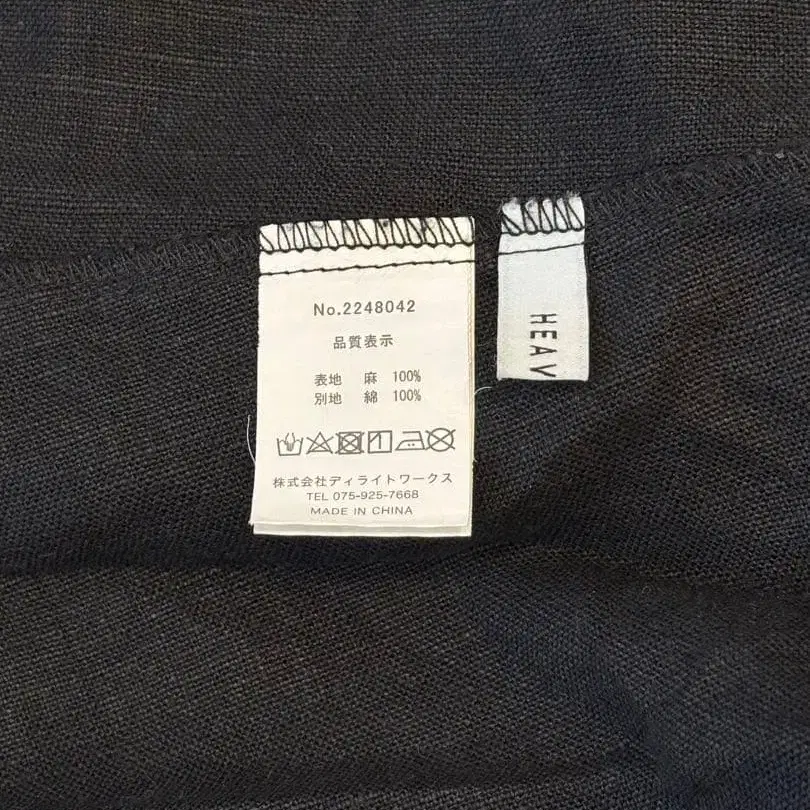 No.2248042
品質表示
表地 麻 100%
別地 綿 100%
株式会社ディライトワークス
TEL 075-925-7668
MADE IN CHINA
HEAV